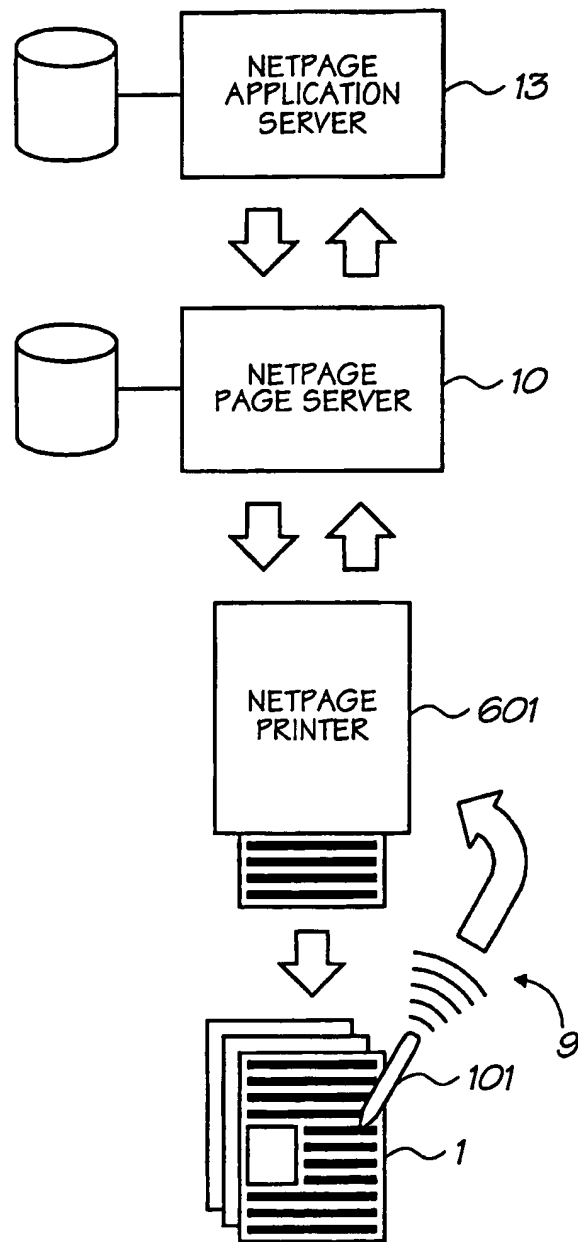 NETPAGE
APPLICATION
SERVER
13
NETPAGE
PAGE SERVER
10
NETPAGE
PRINTER
601
9
101
1